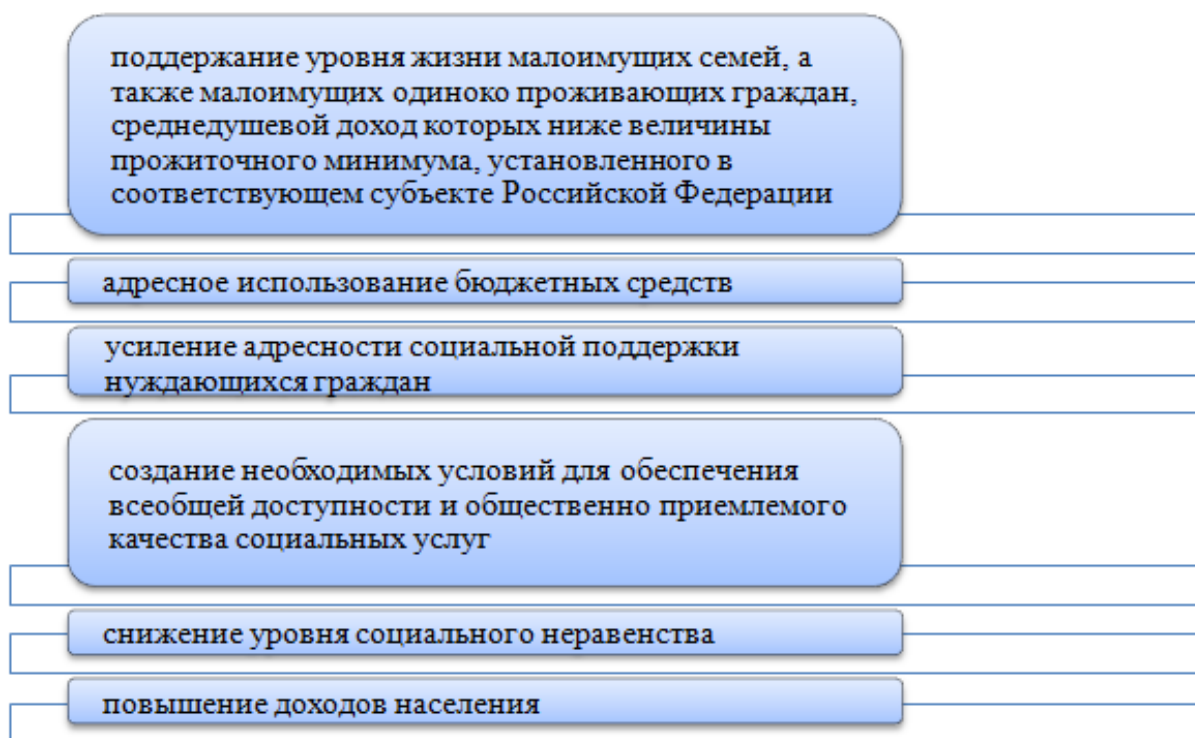 поддержание уровня жизни малоимущих семей, а
также малоимущих одиноко проживающих граждан,
среднедушевой доход которых ниже величины
прожиточного минимума, установленного в
соответствующем субъекте Российской Федерации
адресное использование бюджетных средств
усиление адресности социальной поддержки
нуждающихся граждан
создание необходимых условий для обеспечения
всеобщей доступности и общественно приемлемого
качества социальных услуг
снижение уровня социального неравенства
повышение доходов населения